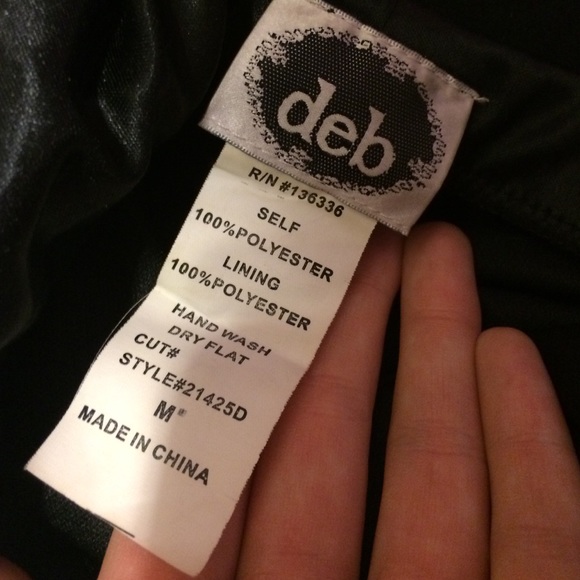 deb
R/N #136336
SELF
100%POLYESTER
LINING
100%POLYESTER
HAND WASH
DRY FLAT
CUT#
STYLE#21425D
M
MADE IN CHINA